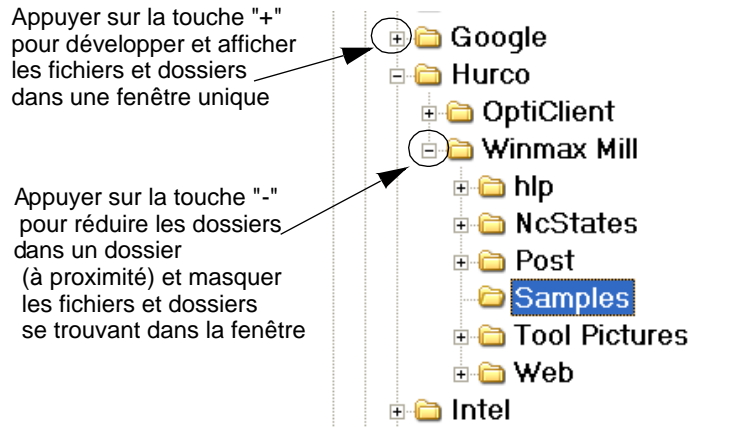 Appuyer sur la touche "+"
pour développer et afficher
les fichiers et dossiers
dans une fenêtre unique
Appuyer sur la touche "-"
pour réduire les dossiers
dans un dossier
(à proximité) et masquer
les fichiers et dossiers
se trouvant dans la fenêtre
Google
Hurco
OptiClient
Winmax Mill
hlp
NcStates
Post
Samples
Tool Pictures
Web
Intel